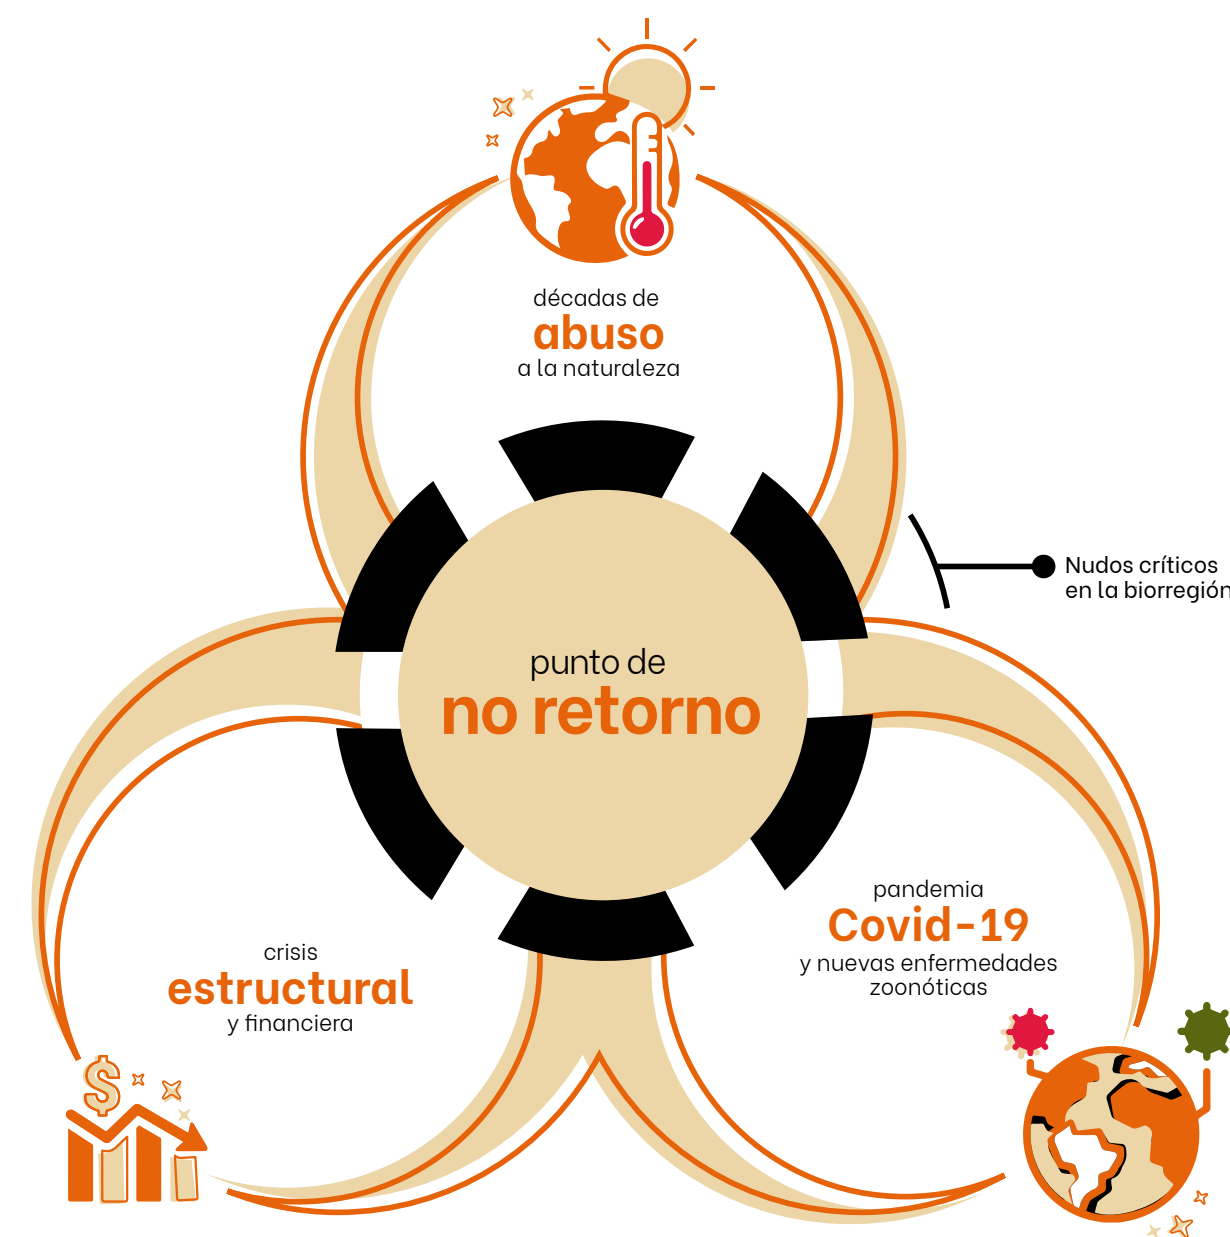 décadas de
abuso
a la naturaleza
Nudos críticos
en la biorregión
punto de
no retorno
pandemia
Covid-19
y nuevas enfermedades
zoonóticas
crisis
estructural
y financiera
$